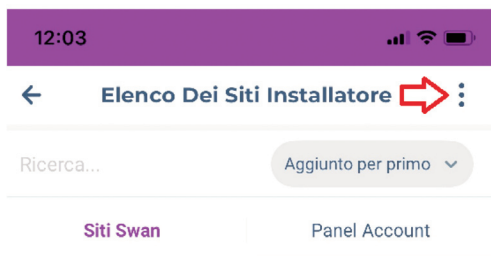 12:03
Elenco Dei Siti Installatore
Ricerca...
Aggiunto per primo
Siti Swan
Panel Account